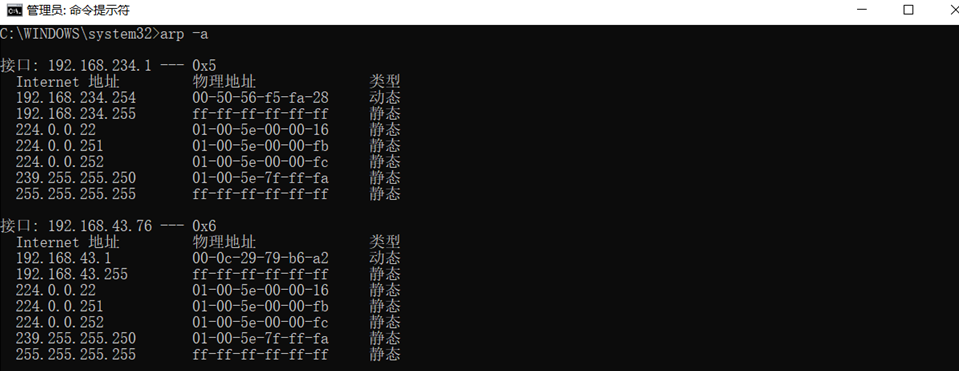 管理员: 命令提示符
C:\WINDOWS\system32>arp -a
接口: 192.168.234.1 --- 0x5
Internet 地址 物理地址 类型
192.168.234.254 00-50-56-f5-fa-28 动态
192.168.234.255 ff-ff-ff-ff-ff-ff 静态
224.0.0.22 01-00-5e-00-00-16 静态
224.0.0.251 01-00-5e-00-00-fb 静态
224.0.0.252 01-00-5e-00-00-fc 静态
239.255.255.250 01-00-5e-7f-ff-fa 静态
255.255.255.255 ff-ff-ff-ff-ff-ff 静态
接口: 192.168.43.76 --- 0x6
Internet 地址 物理地址 类型
192.168.43.1 00-0c-29-79-b6-a2 动态
192.168.43.255 ff-ff-ff-ff-ff-ff 静态
224.0.0.22 01-00-5e-00-00-16 静态
224.0.0.251 01-00-5e-00-00-fb 静态
224.0.0.252 01-00-5e-00-00-fc 静态
239.255.255.250 01-00-5e-7f-ff-fa 静态
255.255.255.255 ff-ff-ff-ff-ff-ff 静态